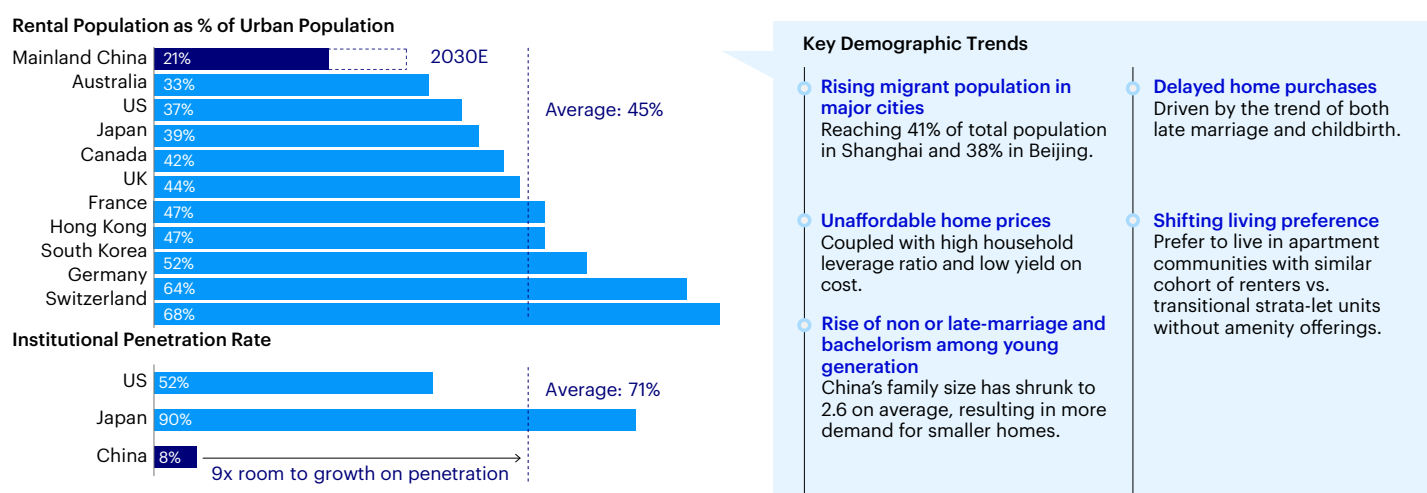 Rental Population as % of Urban Population
Mainland China 21% 2030E
Australia 33%
US 37%
Average: 45%
Japan 39%
Canada 42%
UK 44%
France 47%
Hong Kong 47%
South Korea 52%
Germany 64%
Switzerland 68%
Institutional Penetration Rate
US 52%
Average: 71%
Japan 90%
China 8%
9x room to growth on penetration
Key Demographic Trends
Rising migrant population in
major cities
Reaching 41% of total population
in Shanghai and 38% in Beijing.
Unaffordable home prices
Coupled with high household
leverage ratio and low yield on
cost.
Rise of non or late-marriage and
bachelorism among young
generation
China's family size has shrunk to
2.6 on average, resulting in more
demand for smaller homes.
Delayed home purchases
Driven by the trend of both
late marriage and childbirth.
Shifting living preference
Prefer to live in apartment
communities with similar
cohort of renters vs.
transitional strata-let units
without amenity offerings.